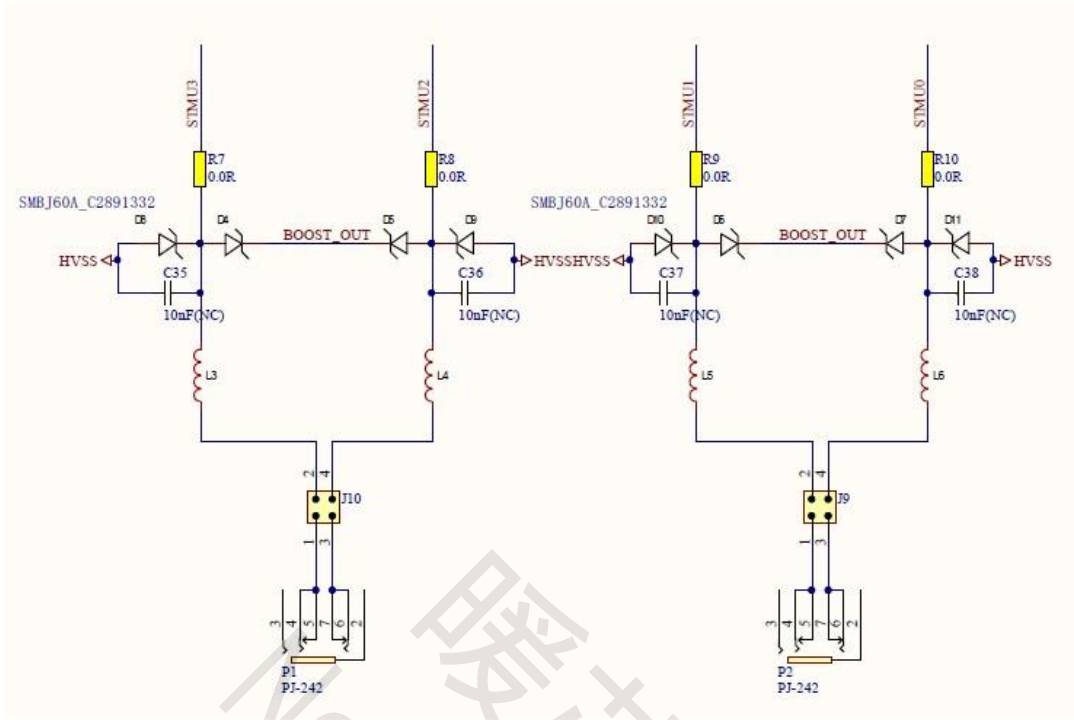 STMU3
STMU2
STMU1
STMU0
R7
0.0R
R8
0.0R
R9
0.0R
R10
0.0R
SMBJ60A_C2891332
SMBJ60A_C2891332
D8
D4
BOOST_OUT
D5
D9
D10
D6
BOOST_OUT
D7
D11
HVSS
HVSS
HVSS
HVSS
C35
10nF(NC)
C36
10nF(NC)
C37
10nF(NC)
C38
10nF(NC)
L3
L4
L5
L6
2 4
J10
1 3
2 4
J9
1 3
3 4 5 7 6 2
P1
PJ-242
3 4 5 7 6 2
P2
PJ-242
暖